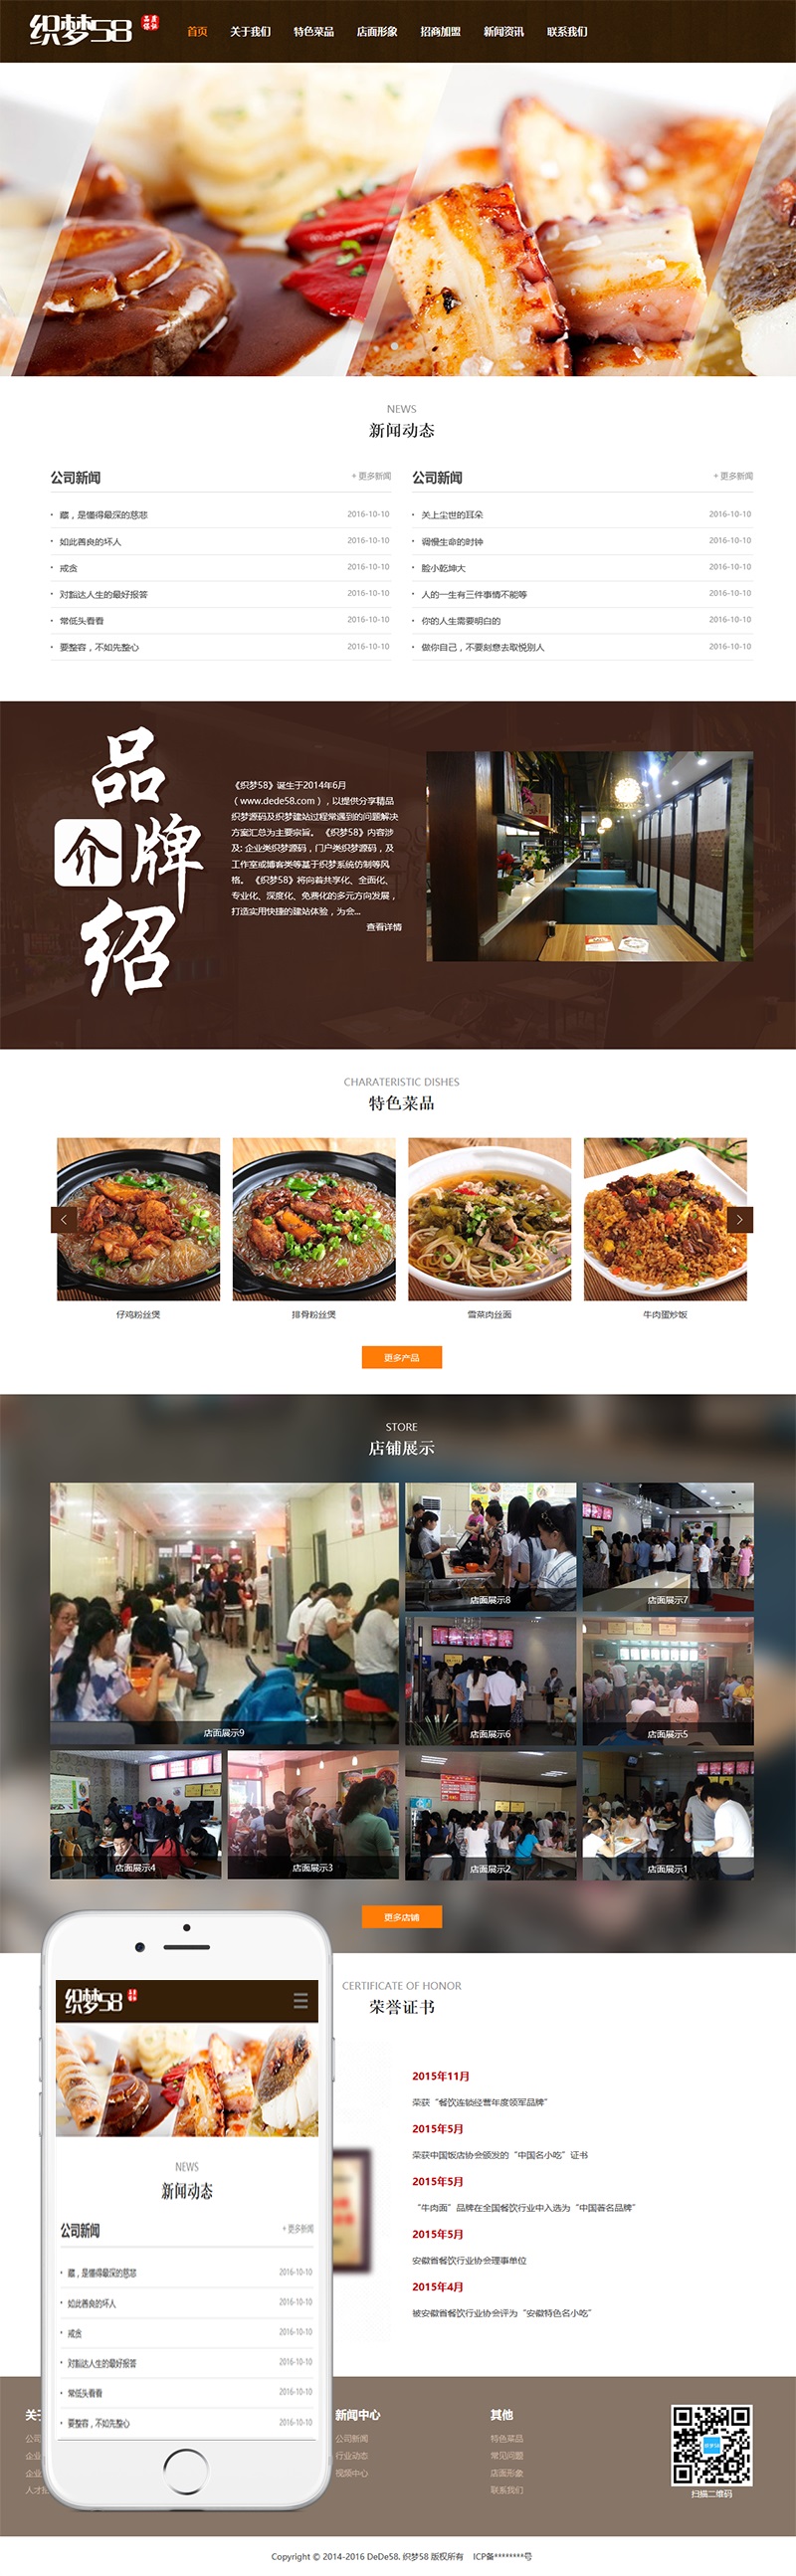 织梦58
首页 关于我们 特色菜品 店面形象 招商加盟 新闻资讯 联系我们
NEWS
新闻动态
公司新闻 + 更多新闻
藏，是懂得最深的慈悲 2016-10-10
如此善良的坏人 2016-10-10
戒贪 2016-10-10
对豁达人生的最好报答 2016-10-10
常低头看看 2016-10-10
要整容，不如先整心 2016-10-10
公司新闻 + 更多新闻
关上尘世的耳朵 2016-10-10
调慢生命的时钟 2016-10-10
脸小乾坤大 2016-10-10
人的一生有三件事情不能等 2016-10-10
你的人生需要明白的 2016-10-10
做你自己，不要刻意去取悦别人 2016-10-10
品牌介绍
《织梦58》诞生于2014年6月
（www.dede58.com），以提供分享精品
织梦源码及织梦建站过程常遇到的问题解决
方案汇总为主要宗旨。 《织梦58》内容涉
及: 企业类织梦源码，门户类织梦源码，及
工作室或博客类等基于织梦系统仿制等风
格。 《织梦58》将向着共享化、全面化、
专业化、深度化、免费化的多元方向发展，
打造实用快捷的建站体验，为会...
查看详情
CHARATERISTIC DISHES
特色菜品
仔鸡粉丝煲 排骨粉丝煲 雪菜肉丝面 牛肉蛋炒饭
更多产品
STORE
店铺展示
店面展示9
店面展示8
店面展示7
店面展示6
店面展示5
店面展示4
店面展示3
店面展示2
店面展示1
更多店铺
CERTIFICATE OF HONOR
荣誉证书
2015年11月
荣获“餐饮连锁经营年度领军品牌”
2015年5月
荣获中国饭店协会颁发的“中国名小吃”证书
2015年5月
“牛肉面”品牌在全国餐饮行业中入选为“中国著名品牌”
2015年5月
安徽省餐饮行业协会理事单位
2015年4月
被安徽省餐饮行业协会评为“安徽特色名小吃”
织梦58
NEWS
新闻动态
公司新闻 + 更多新闻
藏，是懂得最深的慈悲 2016-10-10
如此善良的坏人 2016-10-10
戒贪 2016-10-10
对豁达人生的最好报答 2016-10-10
常低头看看 2016-10-10
要整容，不如先整心 2016-10-10
新闻中心
公司新闻
行业动态
视频中心
其他
特色菜品
常见问题
店面形象
联系我们
扫描二维码
Copyright © 2014-2016 DeDe58. 织梦58 版权所有 ICP备********号